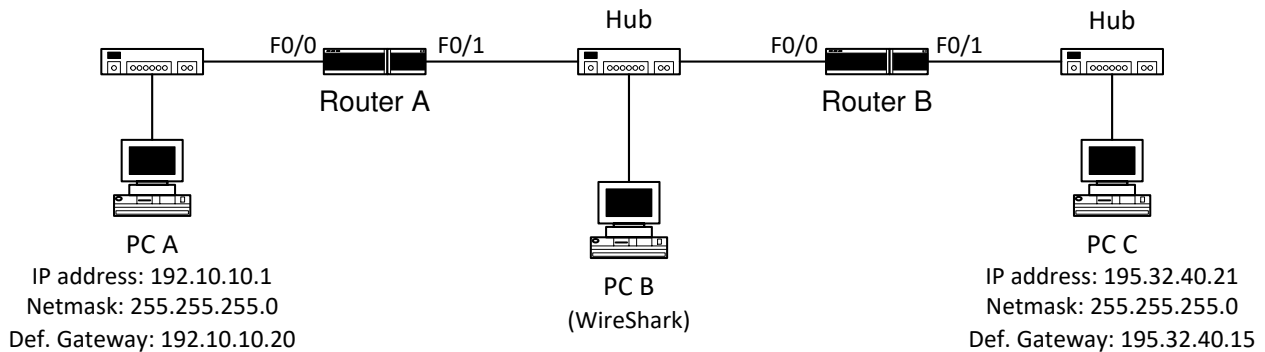 Hub
Hub
F0/0
F0/1
F0/0
F0/1
Router A
Router B
PC A
IP address: 192.10.10.1
Netmask: 255.255.255.0
Def. Gateway: 192.10.10.20
PC B
(WireShark)
PC C
IP address: 195.32.40.21
Netmask: 255.255.255.0
Def. Gateway: 195.32.40.15